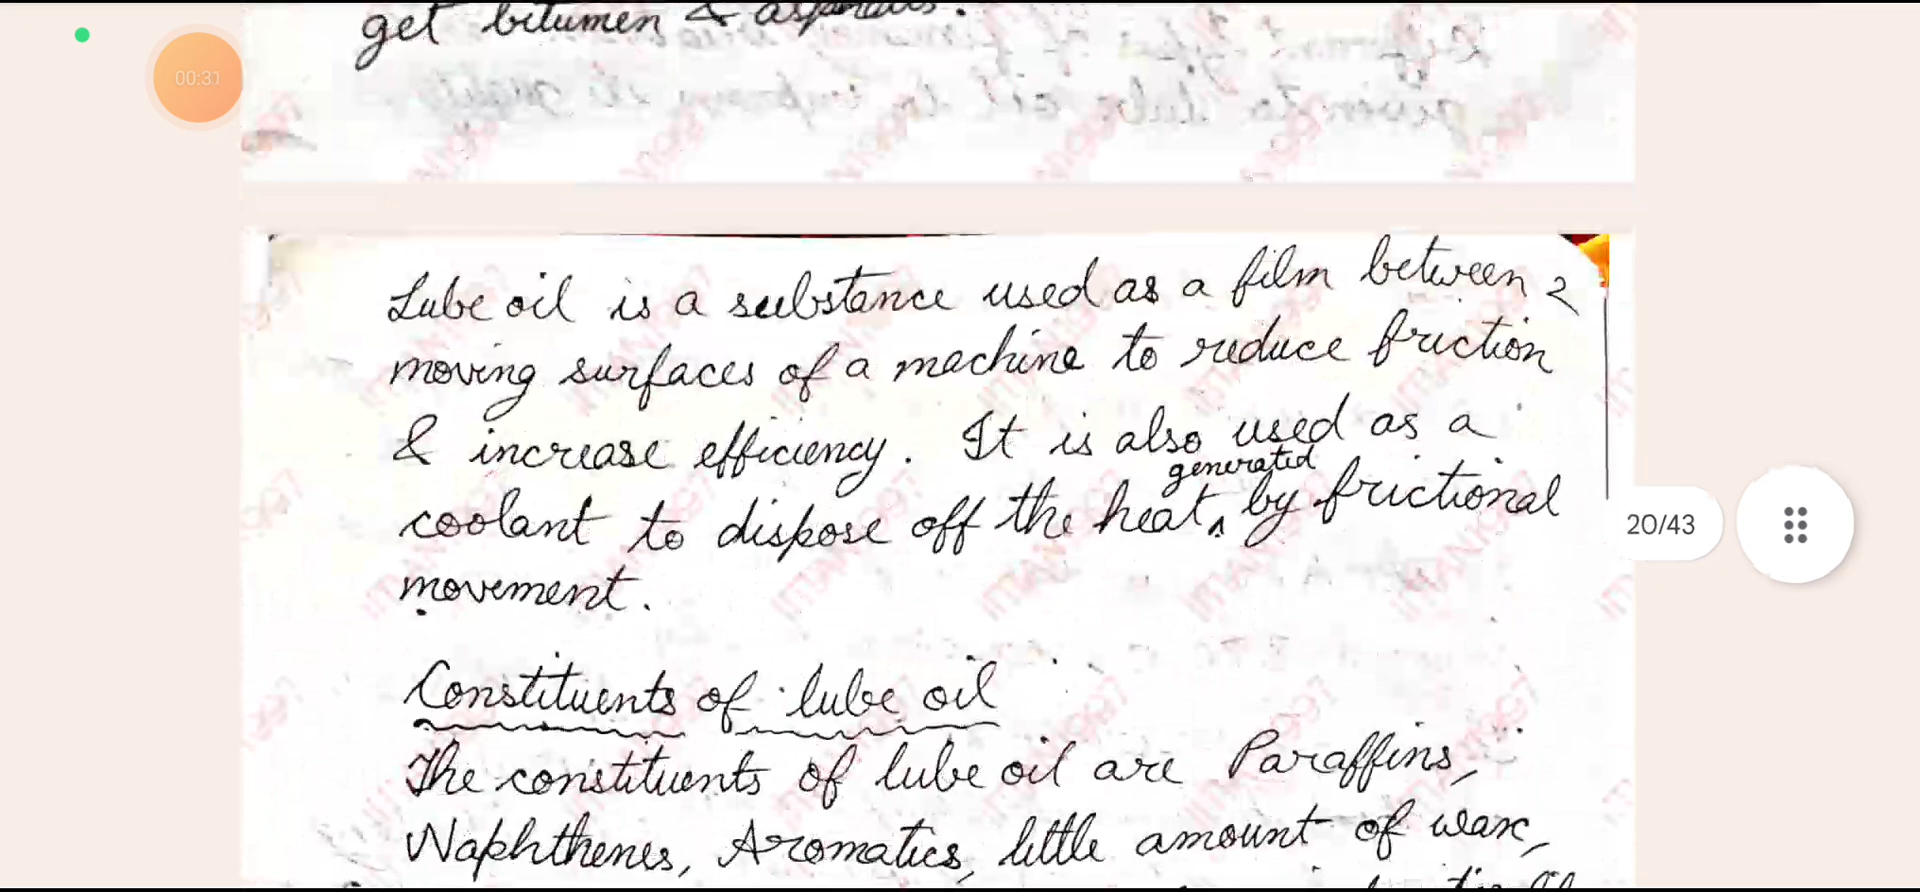 get bitumen & asphalts.
00:31
Lube oil is a substance used as a film between 2
moving surfaces of a machine to reduce friction
& increase efficiency. It is also used as a
generated
coolant to dispose off the heat ^ by frictional
movement.
20/43
Constituents of lube oil
The constituents of lube oil are Paraffins,
Naphthenes, Aromatics, little amount of wax,